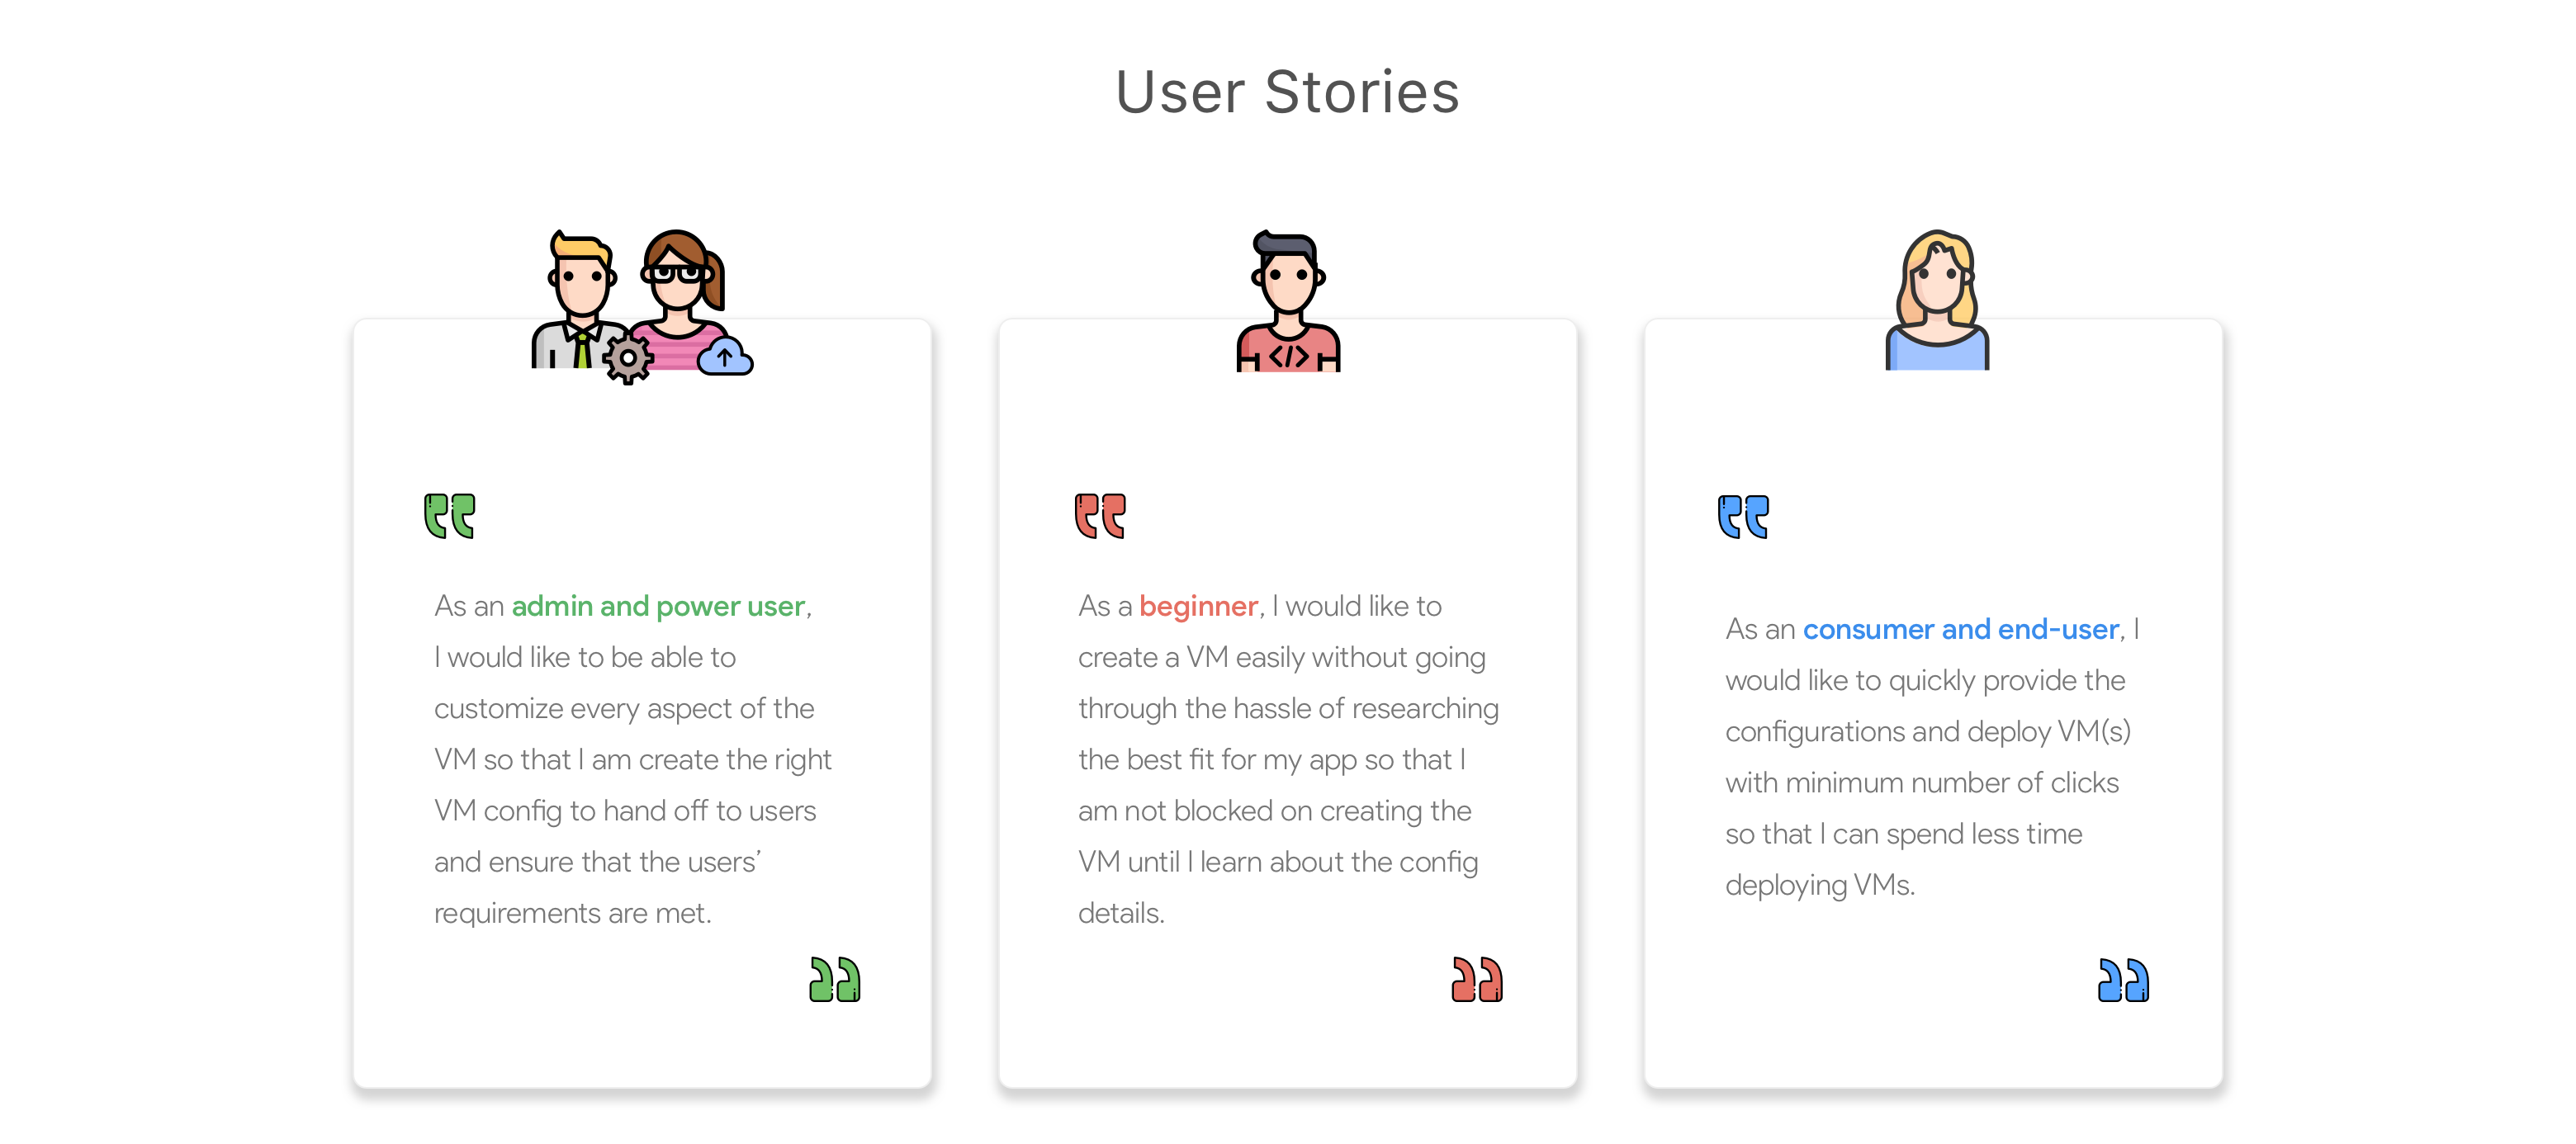 User Stories
As an admin and power user,
I would like to be able to
customize every aspect of the
VM so that I am create the right
VM config to hand off to users
and ensure that the users’
requirements are met.
As a beginner, I would like to
create a VM easily without going
through the hassle of researching
the best fit for my app so that I
am not blocked on creating the
VM until I learn about the config
details.
As an consumer and end-user, I
would like to quickly provide the
configurations and deploy VM(s)
with minimum number of clicks
so that I can spend less time
deploying VMs.